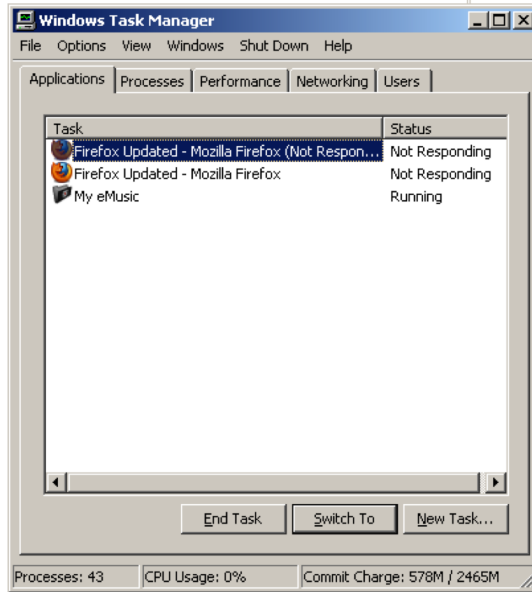 Windows Task Manager
File Options View Windows Shut Down Help
Applications Processes Performance Networking Users
Task Status
Firefox Updated - Mozilla Firefox (Not Respon... Not Responding
Firefox Updated - Mozilla Firefox Not Responding
My eMusic Running
End Task Switch To New Task...
Processes: 43 CPU Usage: 0% Commit Charge: 578M / 2465M